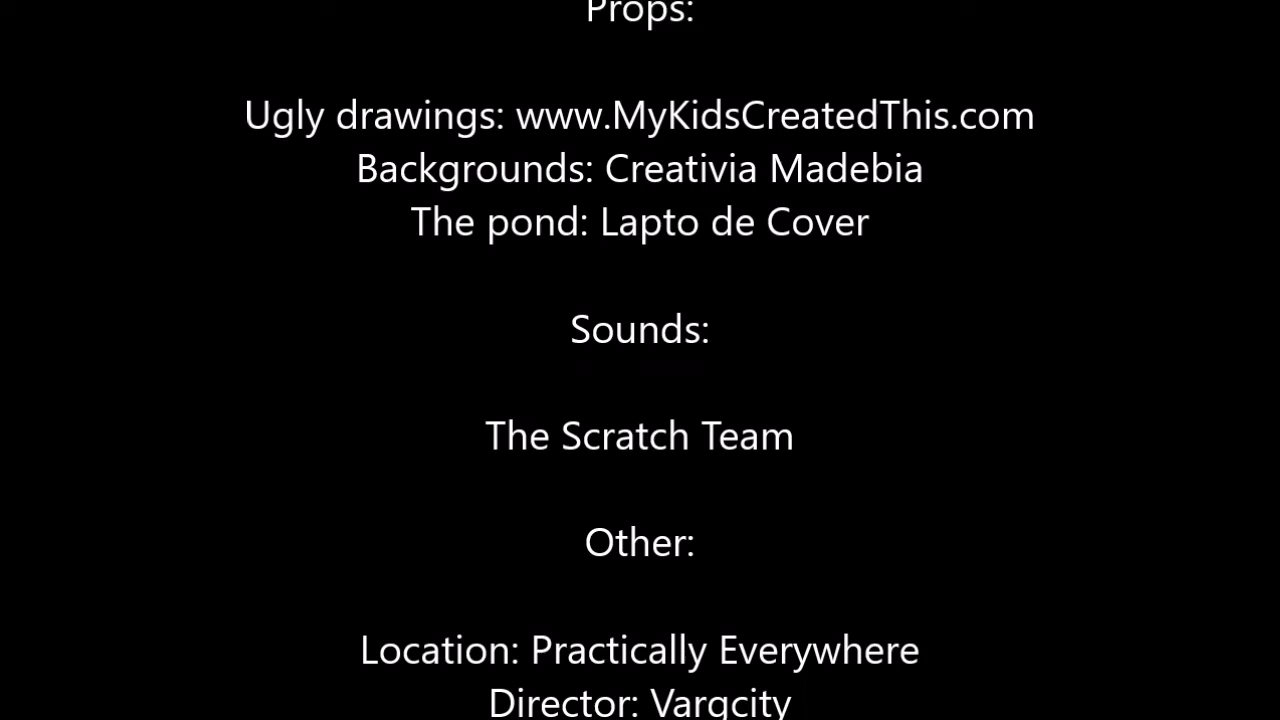 Props:
Ugly drawings: www.MyKidsCreatedThis.com
Backgrounds: Creativia Madebia
The pond: Lapto de Cover
Sounds:
The Scratch Team
Other:
Location: Practically Everywhere
Director: Vargcity